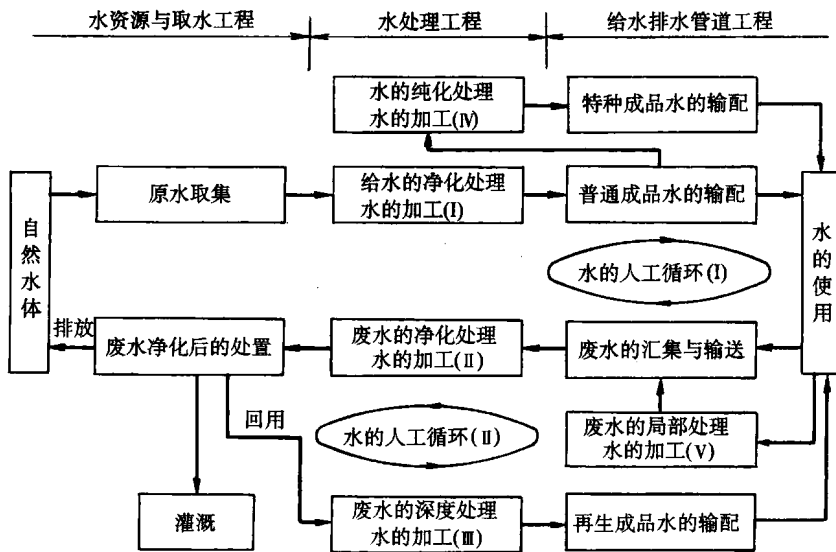 水资源与取水工程
水处理工程
给水排水管道工程
水的纯化处理
水的加工(Ⅳ)
特种成品水的输配
自然水体
原水取集
给水的净化处理
水的加工(Ⅰ)
普通成品水的输配
水的使用
水的人工循环(Ⅰ)
排放
废水净化后的处置
废水的净化处理
水的加工(Ⅱ)
废水的汇集与输送
回用
水的人工循环(Ⅱ)
废水的局部处理
水的加工(Ⅴ)
灌溉
废水的深度处理
水的加工(Ⅲ)
再生成品水的输配